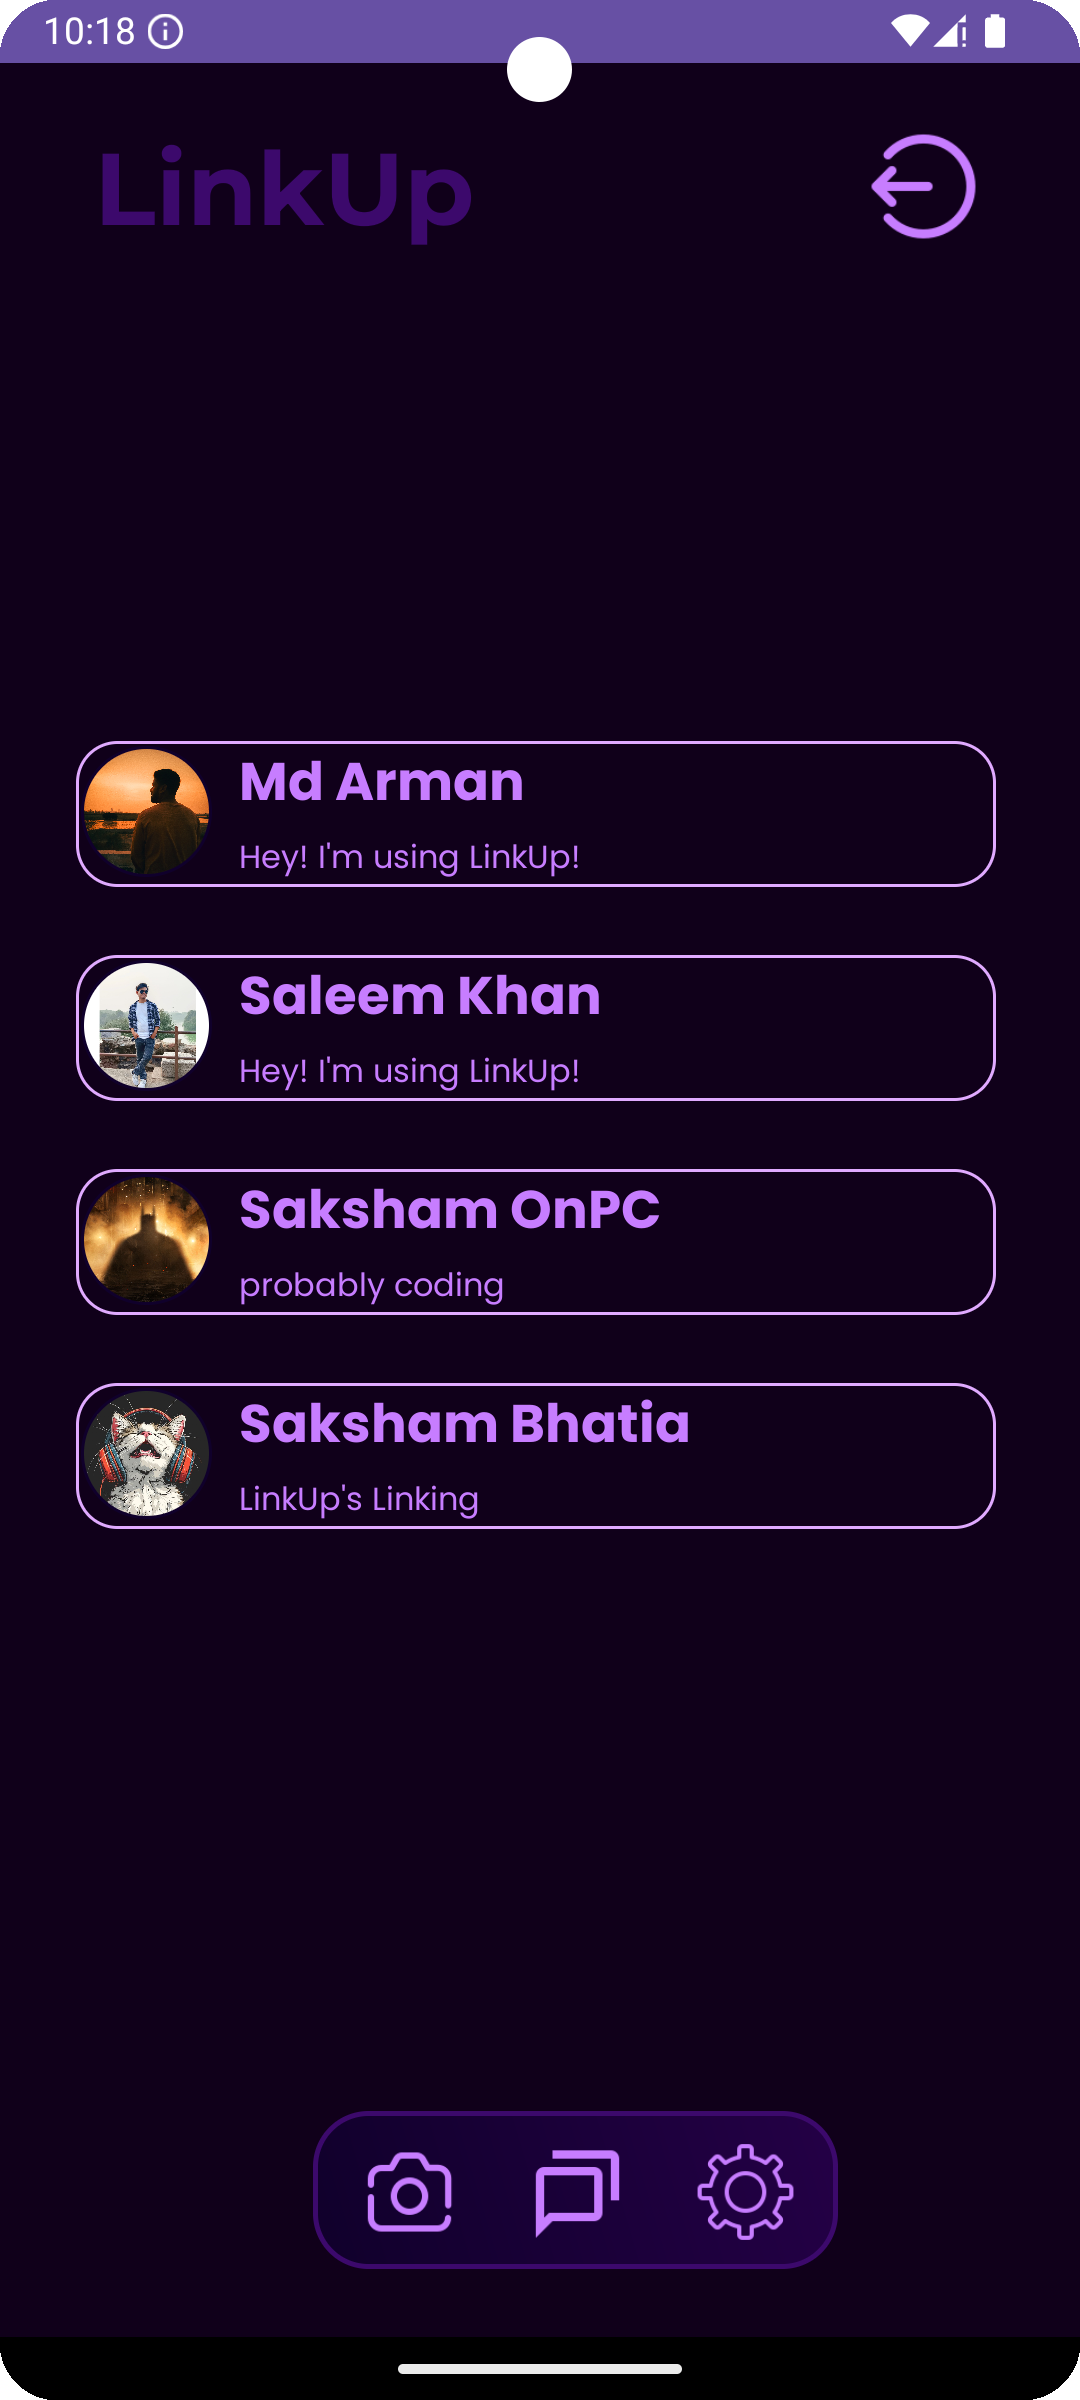 10:18
LinkUp
Md Arman
Hey! I'm using LinkUp!
Saleem Khan
Hey! I'm using LinkUp!
Saksham OnPC
probably coding
Saksham Bhatia
LinkUp's Linking